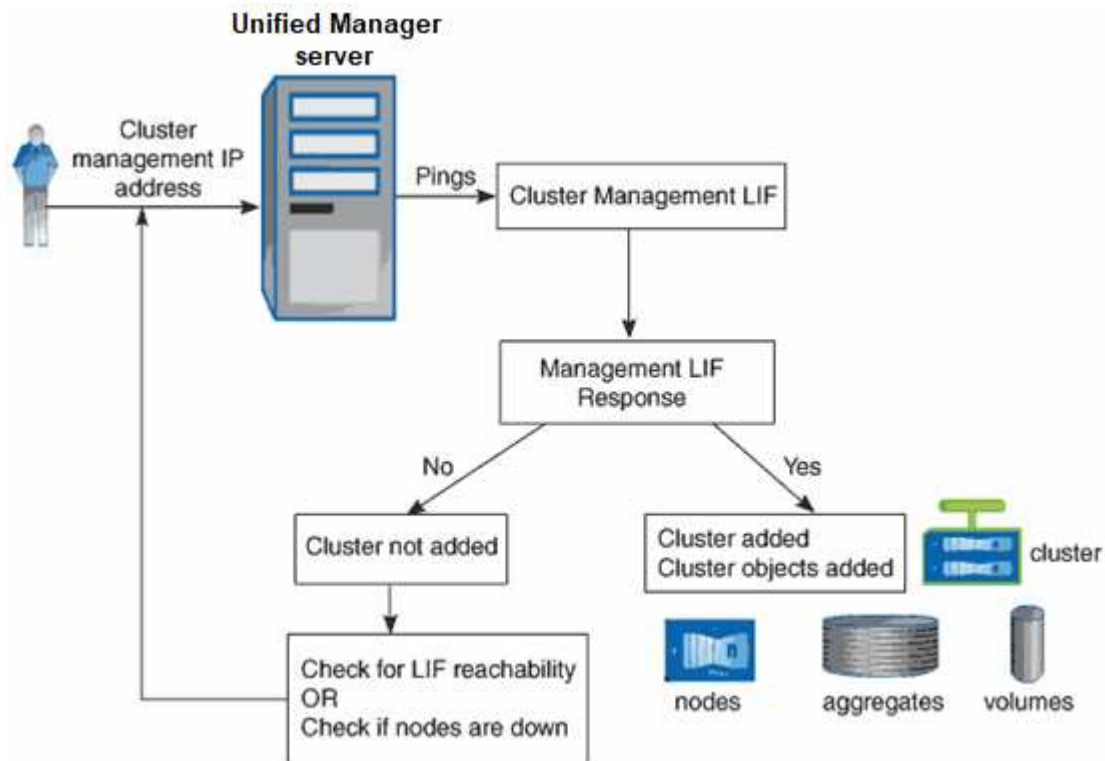 Unified Manager
server
Cluster
management IP
address
Pings
Cluster Management LIF
Management LIF
Response
No
Yes
Cluster not added
Cluster added
Cluster objects added
cluster
Check for LIF reachability
OR
Check if nodes are down
nodes
aggregates
volumes